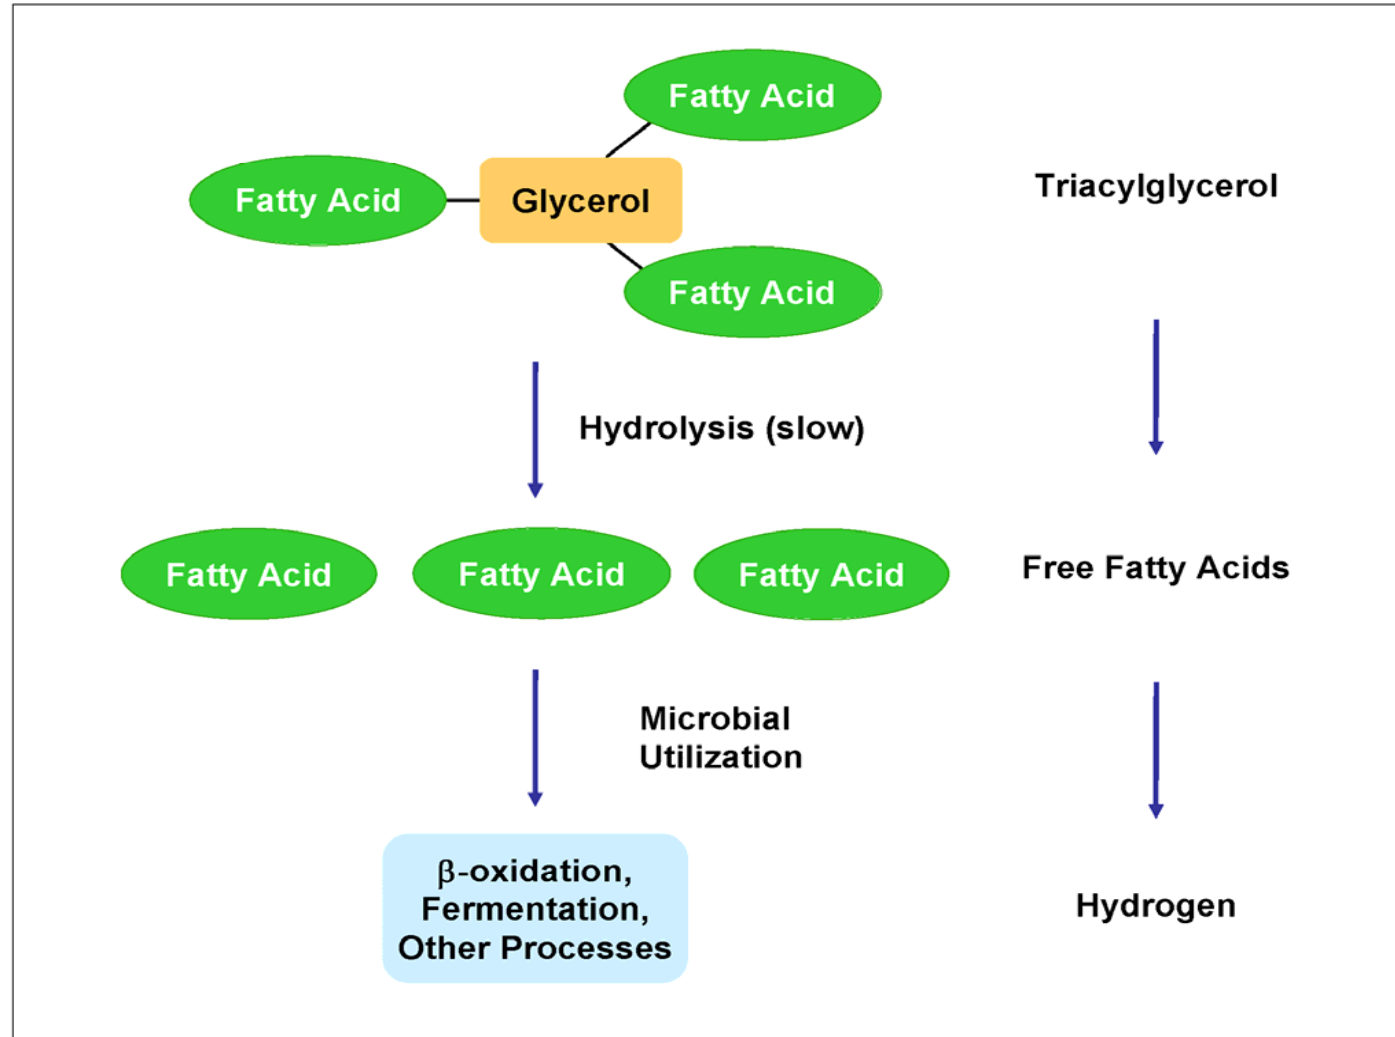 Fatty Acid
Fatty Acid
Glycerol
Triacylglycerol
Fatty Acid
Hydrolysis (slow)
Fatty Acid
Fatty Acid
Fatty Acid
Free Fatty Acids
Microbial
Utilization
β-oxidation,
Fermentation,
Other Processes
Hydrogen